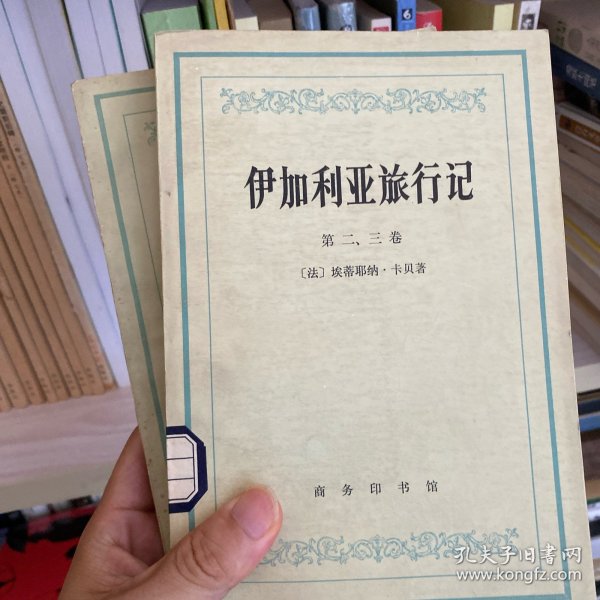 伊加利亚旅行记
第二、三卷
〔法〕埃蒂耶纳·卡贝著
商务印书馆
6
孔夫子旧书网
www.kongfz.com